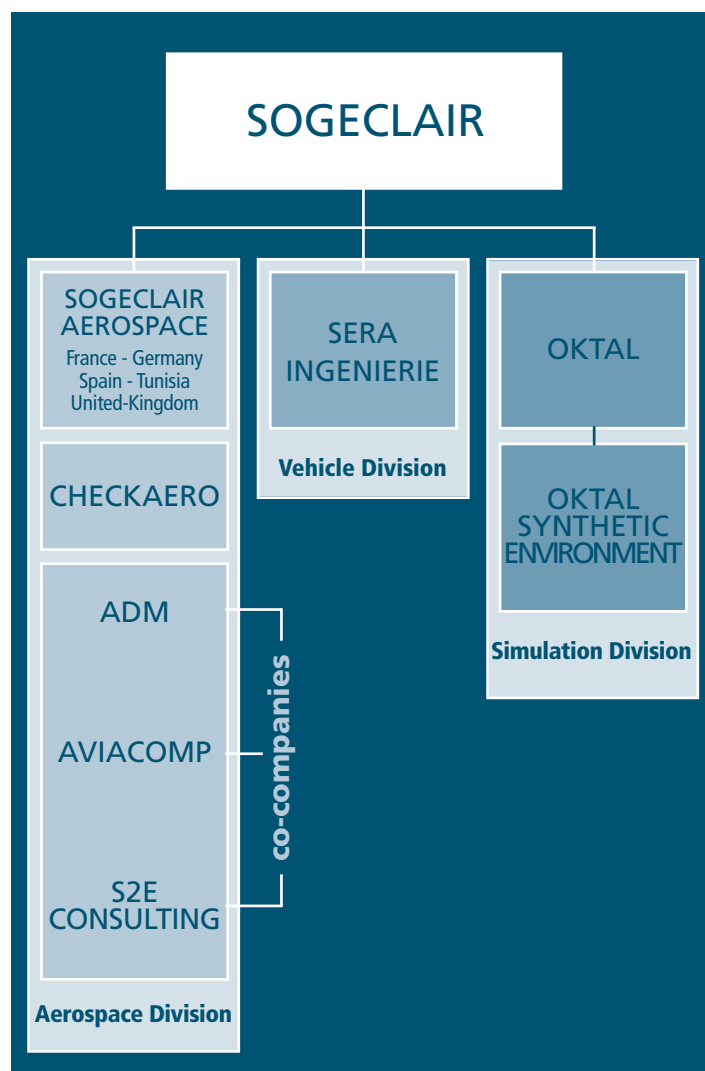 SOGECLAIR
SOGECLAIR
AEROSPACE
France - Germany
Spain - Tunisia
United-Kingdom
CHECKAERO
ADM
AVIACOMP
S2E
CONSULTING
Aerospace Division
co-companies
SERA
INGENIERIE
Vehicle Division
OKTAL
OKTAL
SYNTHETIC
ENVIRONMENT
Simulation Division